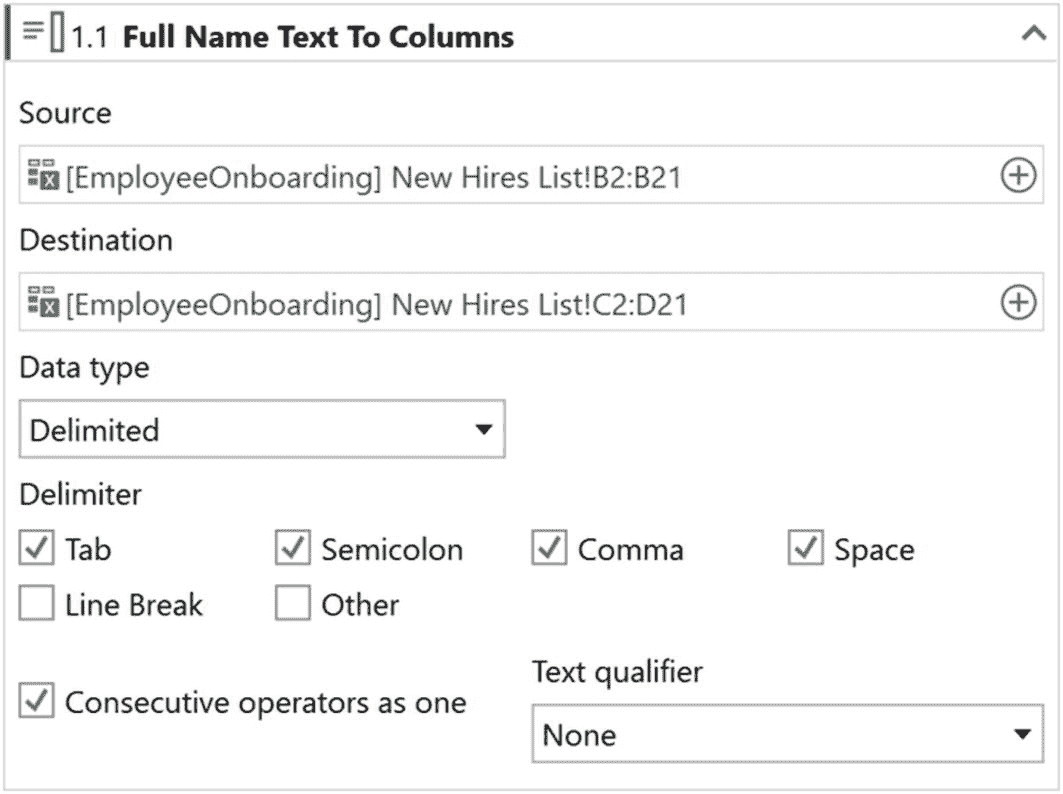 1.1 Full Name Text To Columns
Source
[EmployeeOnboarding] New Hires List!B2:B21
Destination
[EmployeeOnboarding] New Hires List!C2:D21
Data type
Delimited
Delimiter
Tab Semicolon Comma Space
Line Break Other
Text qualifier
Consecutive operators as one
None